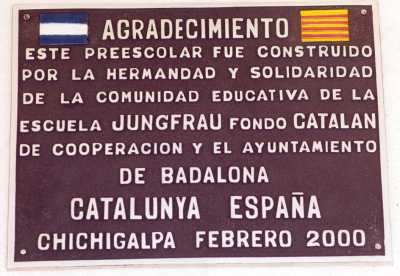 AGRADECIMIENTO
ESTE PREESCOLAR FUE CONSTRUIDO
POR LA HERMANDAD Y SOLIDARIDAD
DE LA COMUNIDAD EDUCATIVA DE LA
ESCUELA JUNGFRAU FONDO CATALAN
DE COOPERACION Y EL AYUNTAMIENTO
DE BADALONA
CATALUNYA ESPAÑA
CHICHIGALPA FEBRERO 2000